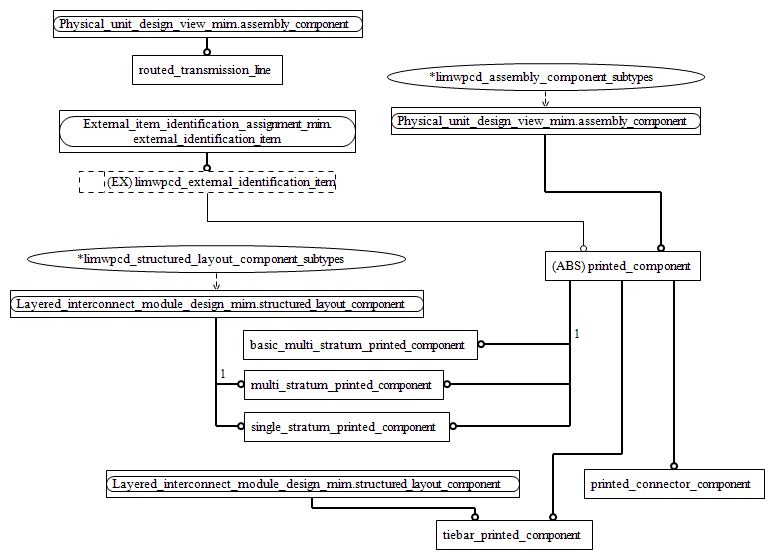 Physical_unit_design_view_mim.assembly_component
routed_transmission_line
*limwpcd_assembly_component_subtypes
External_item_identification_assignment_mim.
external_identification_item
Physical_unit_design_view_mim.assembly_component
(EX) limwpcd_external_identification_item
*limwpcd_structured_layout_component_subtypes
(ABS) printed_component
Layered_interconnect_module_design_mim.structured_layout_component
1
basic_multi_stratum_printed_component
1
multi_stratum_printed_component
single_stratum_printed_component
Layered_interconnect_module_design_mim.structured_layout_component
printed_connector_component
tiebar_printed_component